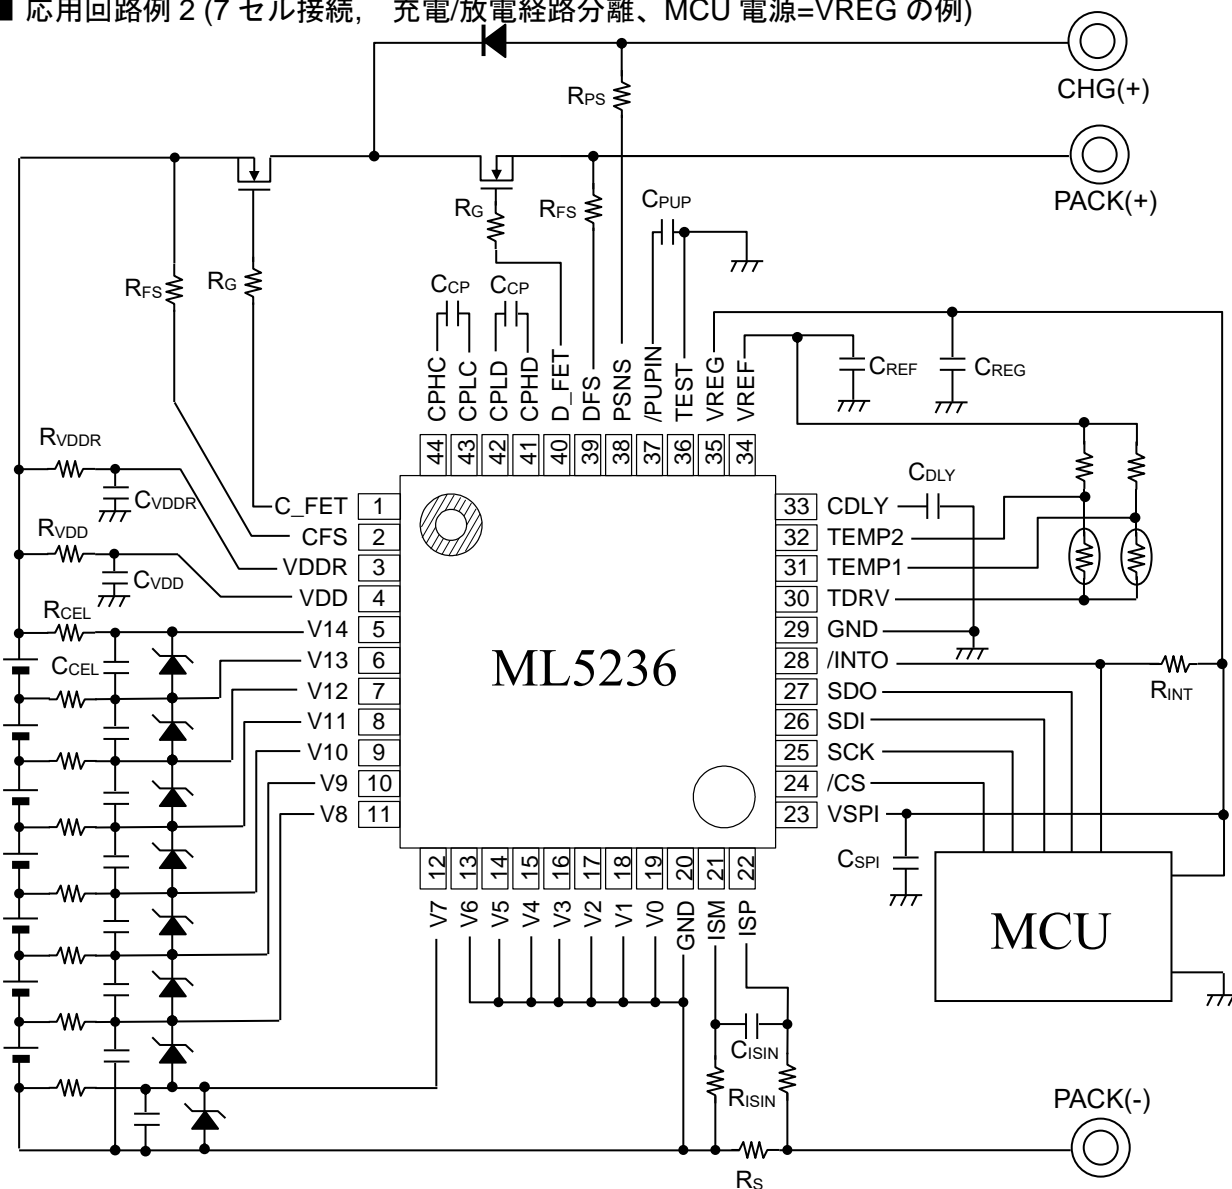 ■ 応用回路例 2 (7 セル接続, 充電/放電経路分離、MCU 電源=VREG の例)
CHG(+)
RPS
PACK(+)
RG
RFS
CPUP
RFS
RG
CCP
CCP
CPHC
CPLC
CPLD
CPHD
D_FET
DFS
PSNS
/PUPIN
TEST
VREG
VREF
CREF
CREG
44
43
42
41
40
39
38
37
36
35
34
RVDDR
CVDDR
RVDD
CVDD
RCEL
CCEL
C_FET 1
CFS 2
VDDR 3
VDD 4
V14 5
V13 6
V12 7
V11 8
V10 9
V9 10
V8 11
ML5236
CDLY
33 CDLY
32 TEMP2
31 TEMP1
30 TDRV
29 GND
28 /INTO
27 SDO
26 SDI
25 SCK
24 /CS
23 VSPI
RINT
CSPI
MCU
12
13
14
15
16
17
18
19
20
21
22
V7
V6
V5
V4
V3
V2
V1
V0
GND
ISM
ISP
CISIN
RISIN
PACK(-)
RS